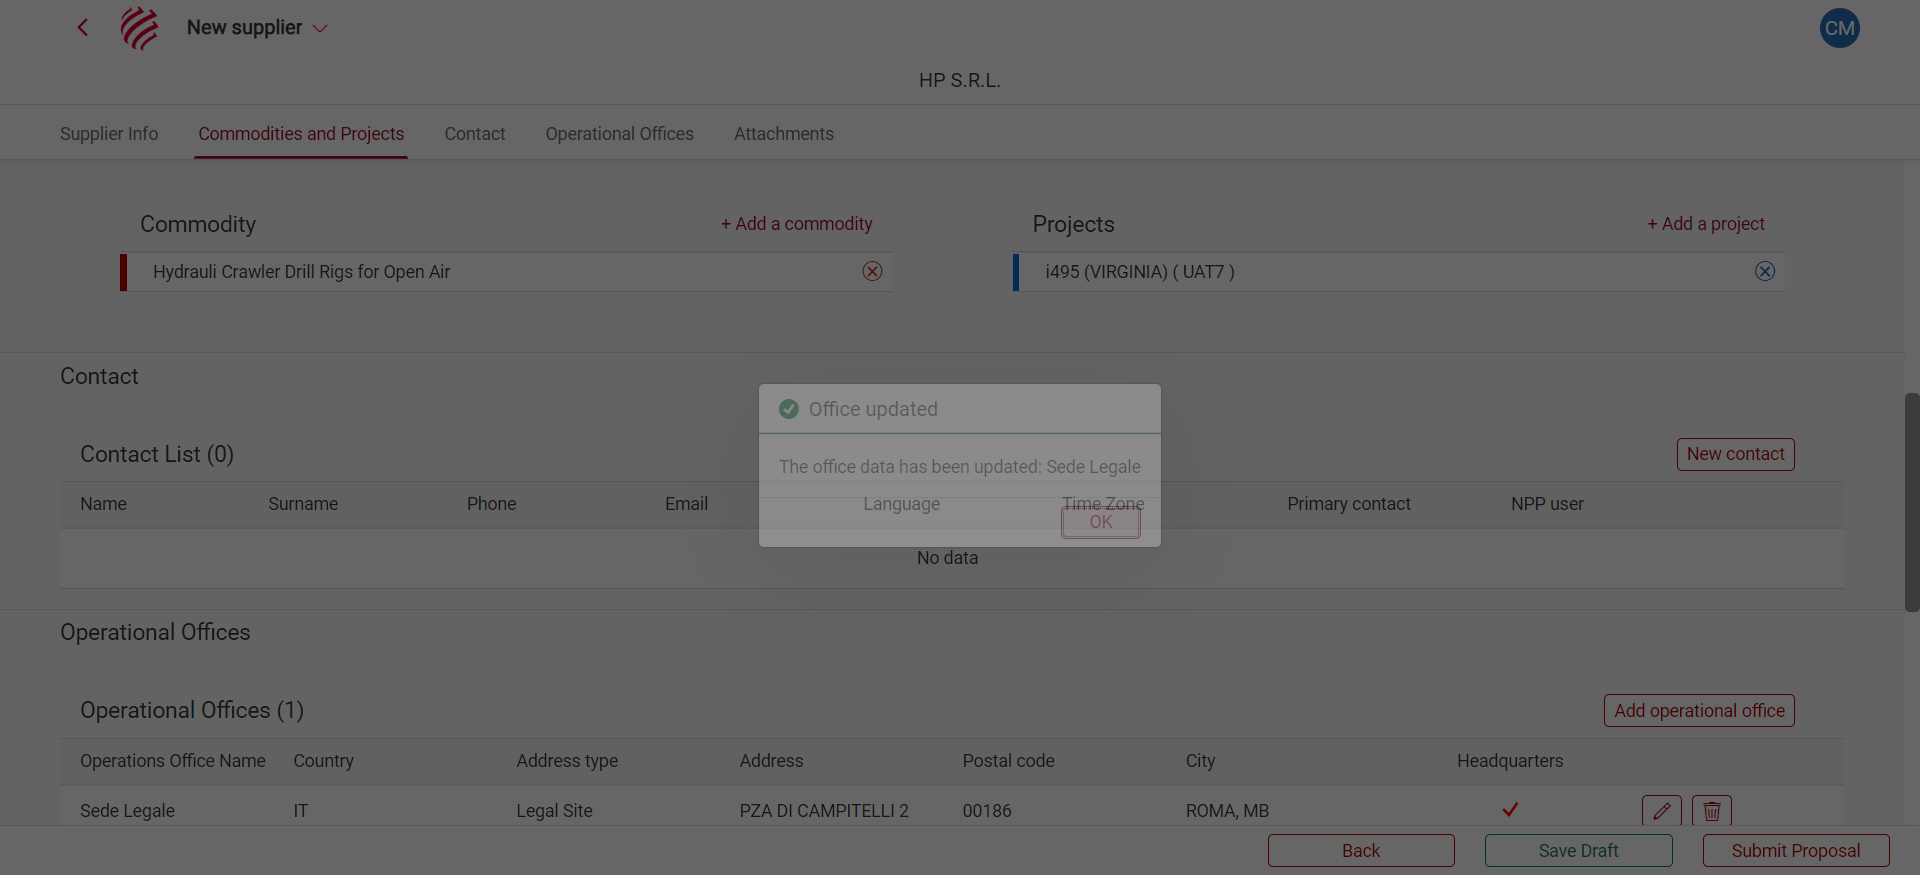 New supplier
CM
HP S.R.L.
Supplier Info Commodities and Projects Contact Operational Offices Attachments
Commodity + Add a commodity Projects + Add a project
Hydrauli Crawler Drill Rigs for Open Air i495 (VIRGINIA) ( UAT7 )
Contact
Office updated
Contact List (0) New contact
The office data has been updated: Sede Legale
Name Surname Phone Email Language Time Zone Primary contact NPP user
OK
No data
Operational Offices
Operational Offices (1) Add operational office
Operations Office Name Country Address type Address Postal code City Headquarters
Sede Legale IT Legal Site PZA DI CAMPITELLI 2 00186 ROMA, MB
Back Save Draft Submit Proposal